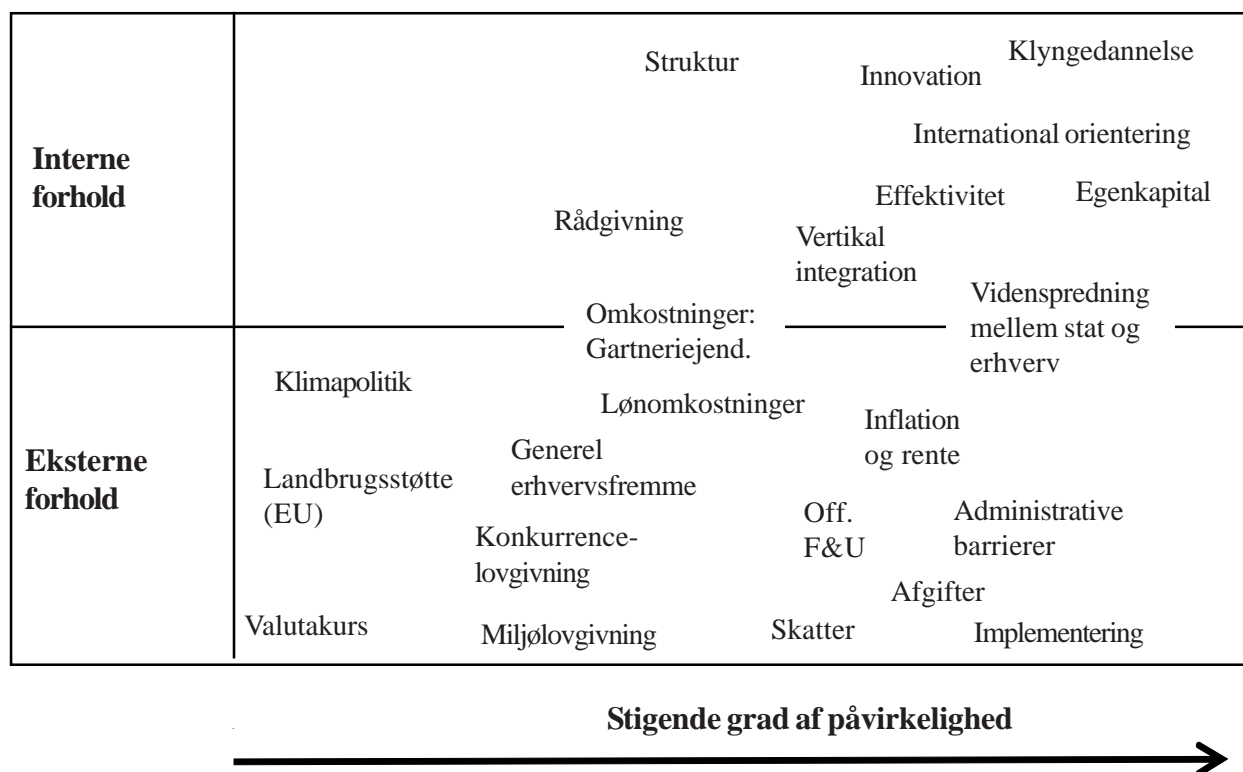 Struktur
Klyngedannelse
Innovation
International orientering
Interne
forhold
Effektivitet
Egenkapital
Rådgivning
Vertikal
integration
Videnspredning
mellem stat og
erhverv
Omkostninger:
Gartneriejend.
Klimapolitik
Lønomkostninger
Inflation
og rente
Eksterne
forhold
Generel
erhvervsfremme
Landbrugsstøtte
(EU)
Off.
F&U
Administrative
barrierer
Konkurrence-
lovgivning
Afgifter
Valutakurs
Miljølovgivning
Skatter
Implementering
Stigende grad af påvirkelighed